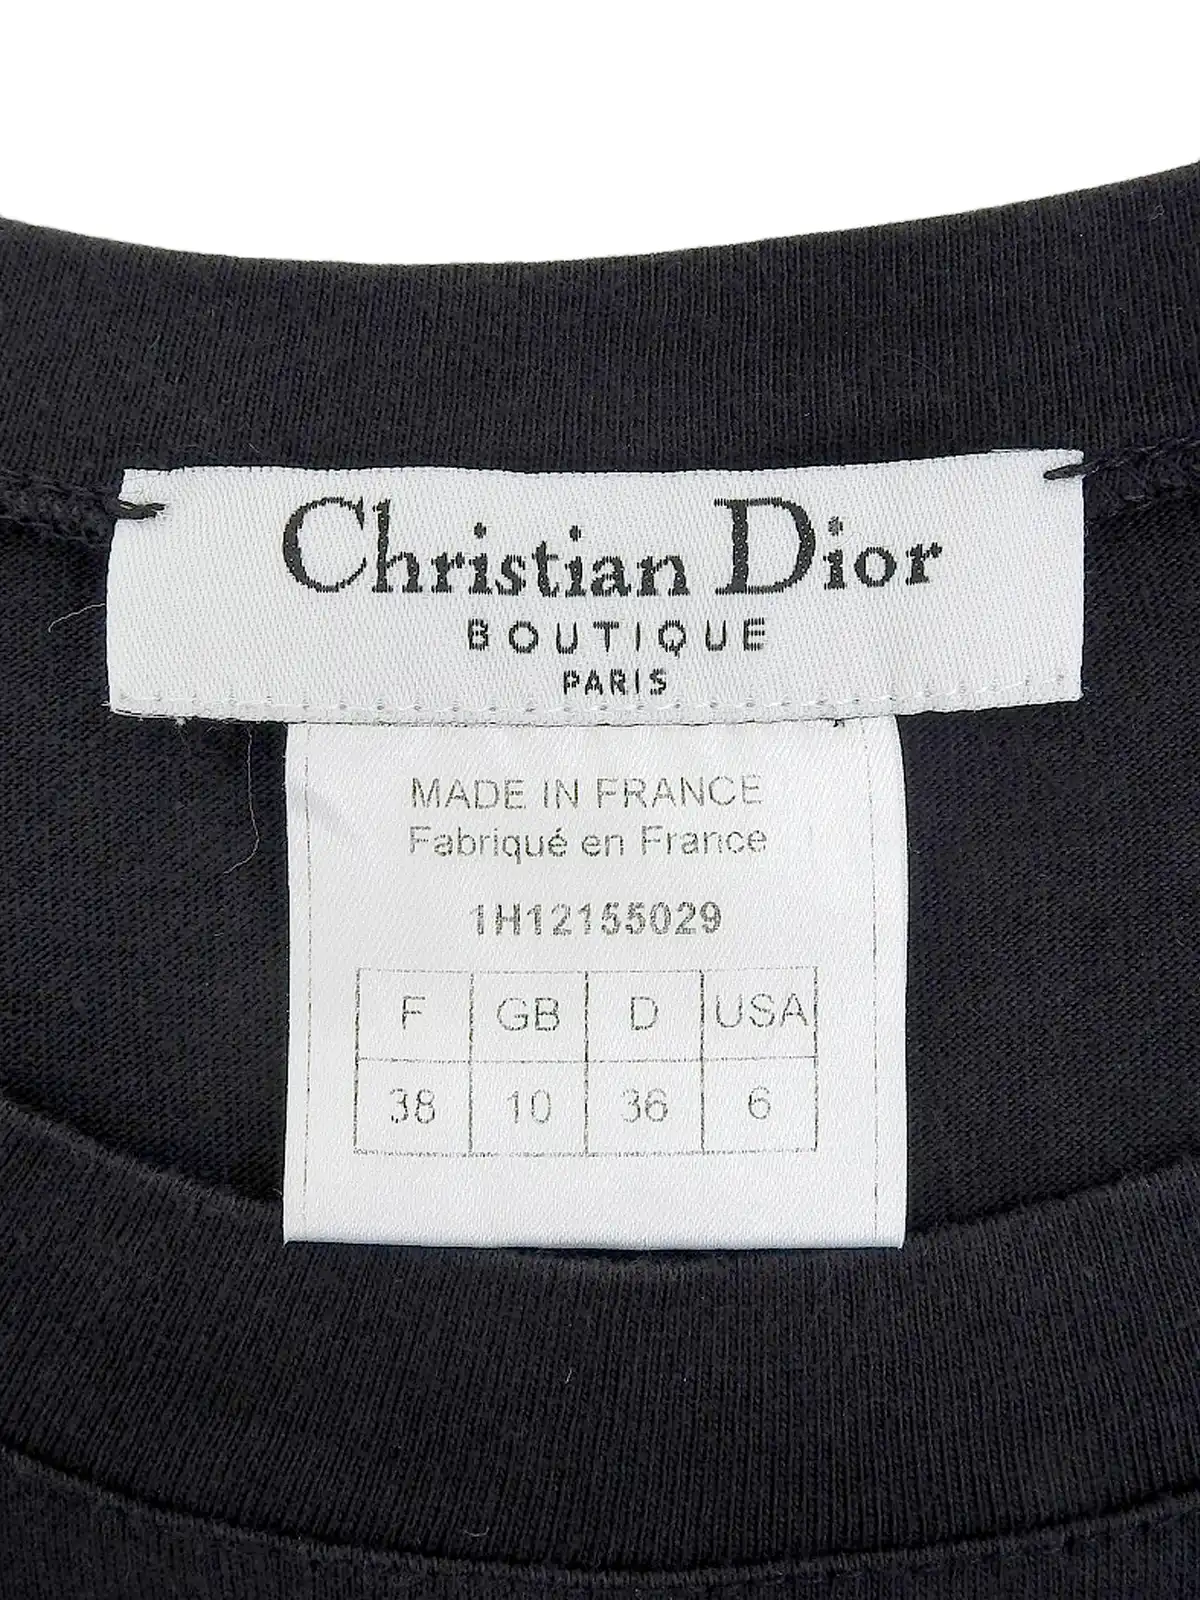 Christian Dior
BOUTIQUE
PARIS
MADE IN FRANCE
Fabriqué en France
1H12155029
F GB D USA
38 10 36 6